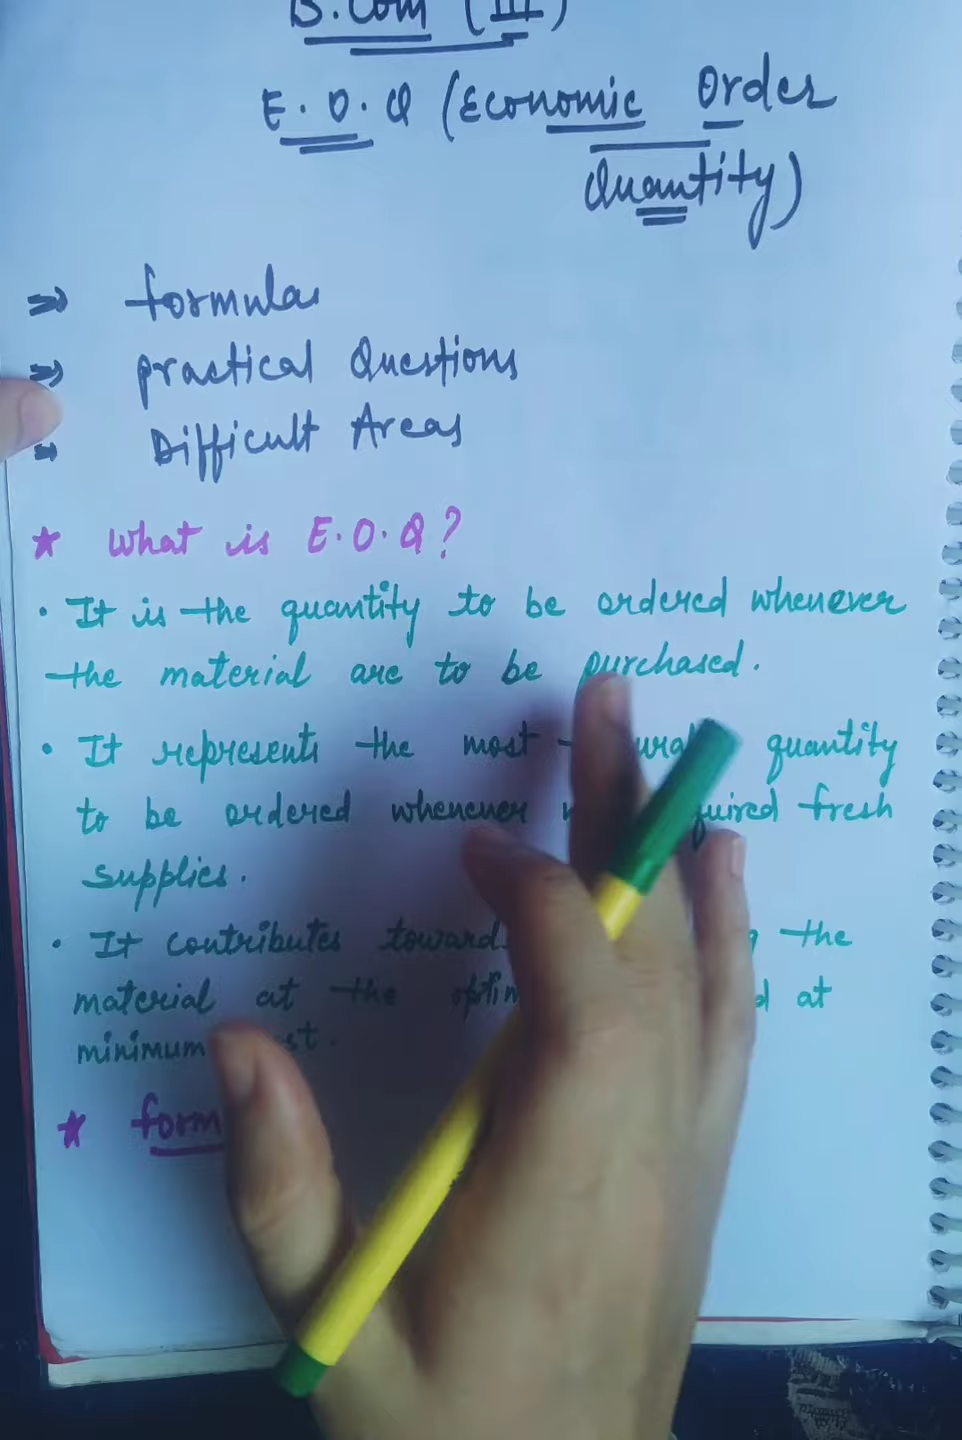 B.Com (III)
E.O.Q (Economic Order
Quantity)
⇒ formulas
⇒ practical Questions
⇒ Difficult Areas
★ What is E.O.Q?
• It is the quantity to be ordered whenever
the material are to be purchased.
• It represents the most quantity
to be ordered whenever fresh
supplies.
• It contributes the
material at the at
minimum
★